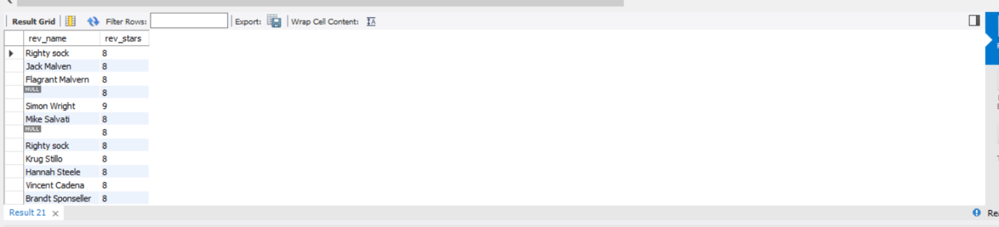 Result Grid Filter Rows: Export: Wrap Cell Content: IA
rev_name rev_stars
Righty sock 8
Jack Malven 8
Flagrant Malvern 8
NULL 8
Simon Wright 9
Mike Salvati 8
NULL 8
Righty sock 8
Krug Stillo 8
Hannah Steele 8
Vincent Cadena 8
Brandt Sponseller 8
Result 21